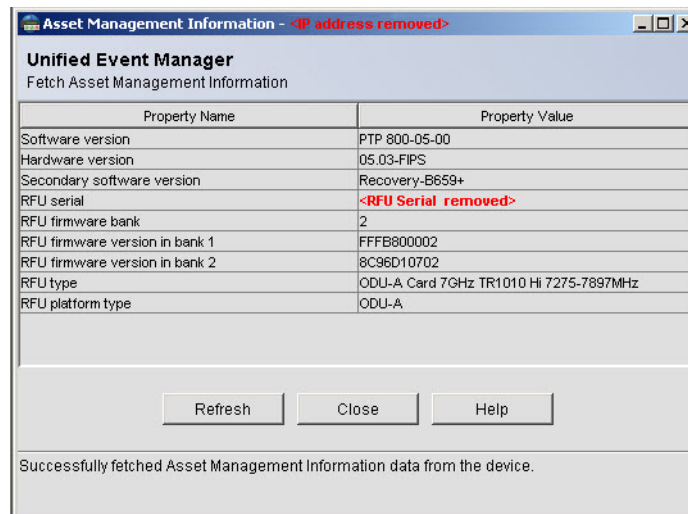 Asset Management Information - <IP address removed>
Unified Event Manager
Fetch Asset Management Information
Property Name Property Value
Software version PTP 800-05-00
Hardware version 05.03-FIPS
Secondary software version Recovery-B659+
RFU serial <RFU Serial removed>
RFU firmware bank 2
RFU firmware version in bank 1 FFFB800002
RFU firmware version in bank 2 8C96D10702
RFU type ODU-A Card 7GHz TR1010 Hi 7275-7897MHz
RFU platform type ODU-A
Refresh Close Help
Successfully fetched Asset Management Information data from the device.